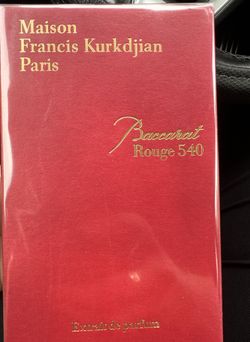 Maison
Francis Kurkdjian
Paris
Baccarat
Rouge 540
Extrait de parfum